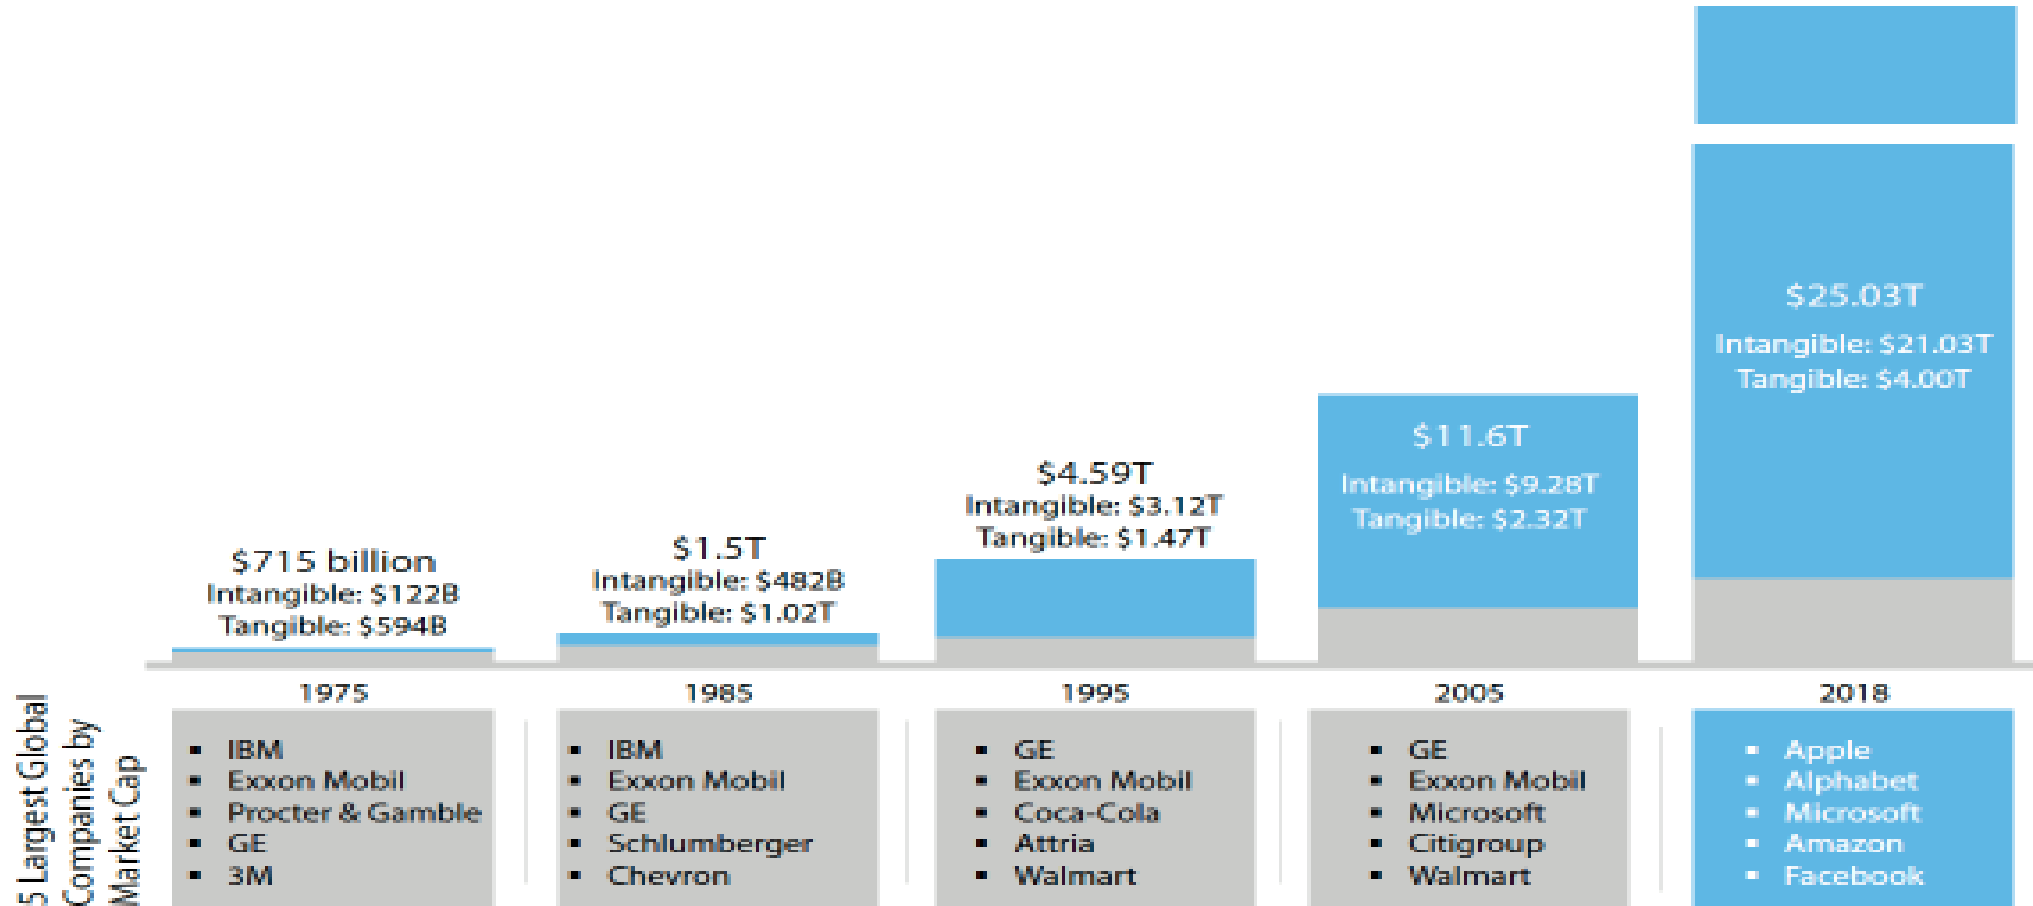 $715 billion
Intangible: $122B
Tangible: $594B
$1.5T
Intangible: $482B
Tangible: $1.02T
$4.59T
Intangible: $3.12T
Tangible: $1.47T
$11.6T
Intangible: $9.28T
Tangible: $2.32T
$25.03T
Intangible: $21.03T
Tangible: $4.00T
1975
1985
1995
2005
2018
5 Largest Global
Companies by
Market Cap
▪ IBM
▪ Exxon Mobil
▪ Procter & Gamble
▪ GE
▪ 3M
▪ IBM
▪ Exxon Mobil
▪ GE
▪ Schlumberger
▪ Chevron
▪ GE
▪ Exxon Mobil
▪ Coca-Cola
▪ Attria
▪ Walmart
▪ GE
▪ Exxon Mobil
▪ Microsoft
▪ Citigroup
▪ Walmart
▪ Apple
▪ Alphabet
▪ Microsoft
▪ Amazon
▪ Facebook